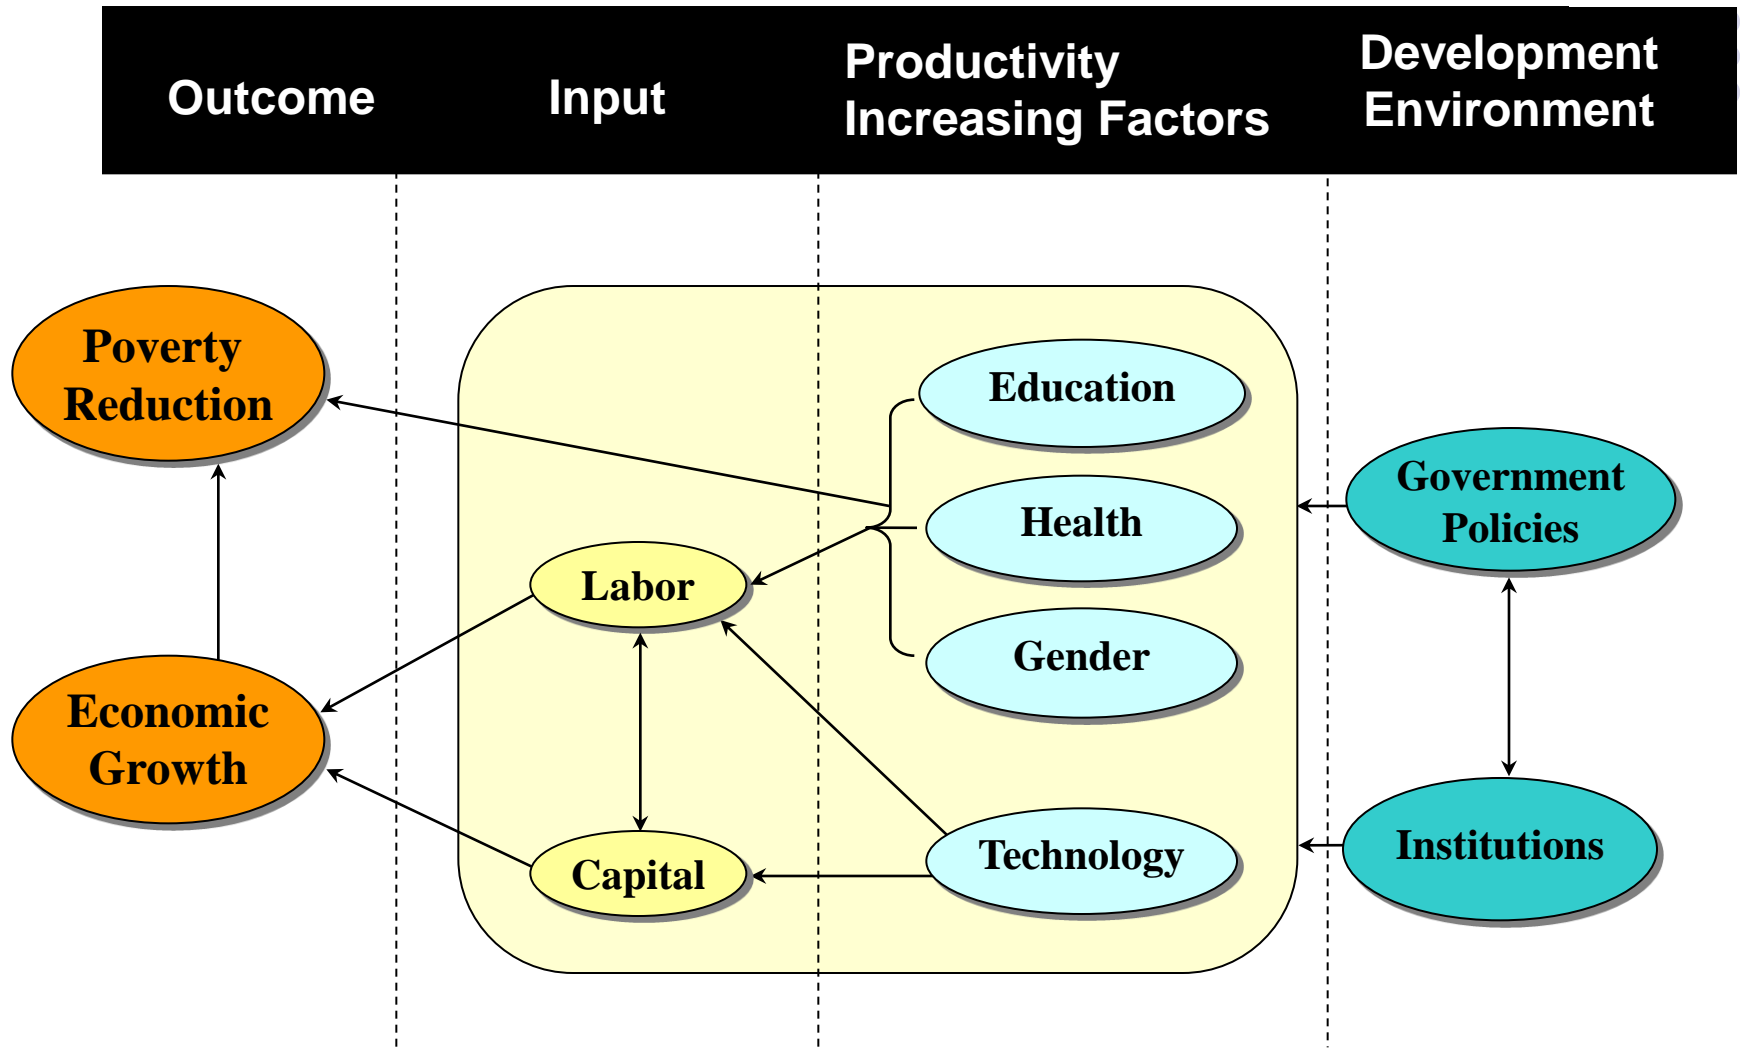 Outcome
Input
Productivity
Increasing Factors
Development
Environment
Poverty
Reduction
Economic
Growth
Labor
Capital
Education
Health
Gender
Technology
Government
Policies
Institutions